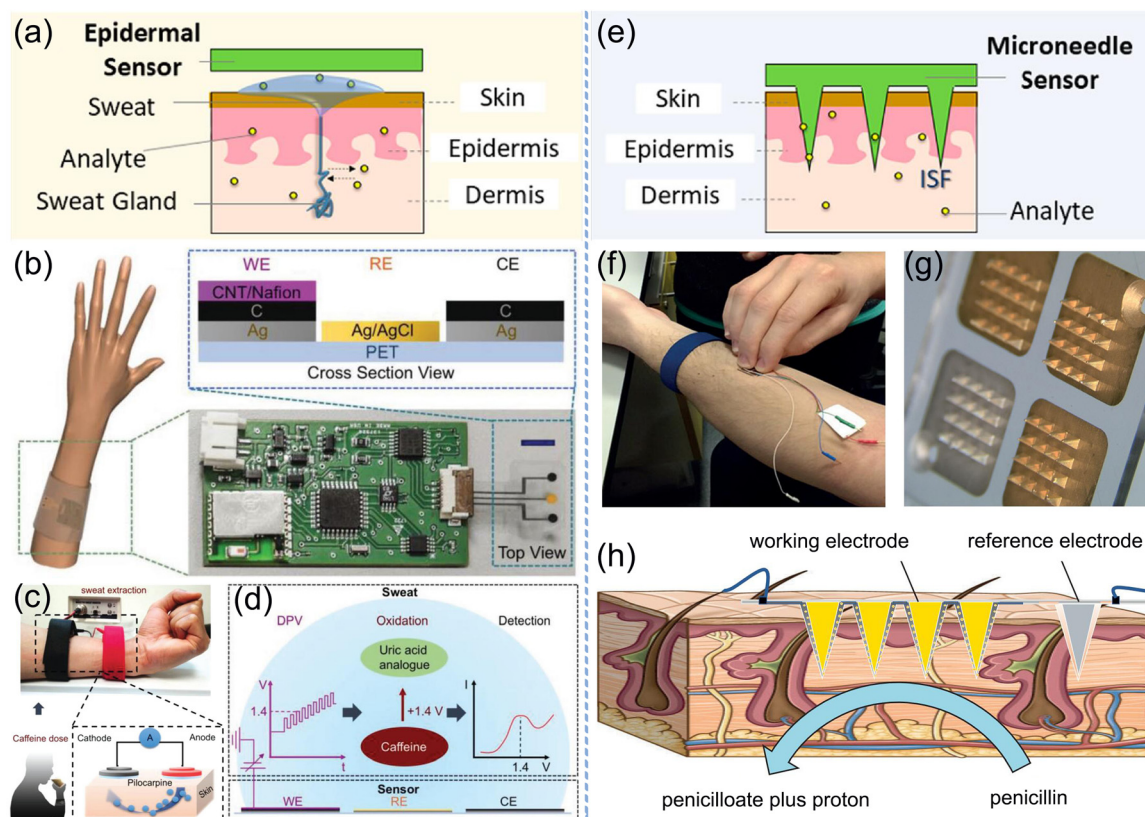 (a)
Epidermal
Sensor
Sweat
Analyte
Sweat Gland
Skin
Epidermis
Dermis
(b)
WE
RE
CE
CNT/Nafion
C
Ag
Ag/AgCl
C
Ag
PET
Cross Section View
MADE IN USA
Top View
(c)
sweat extraction
Caffeine dose
Cathode
A
Anode
Pilocarpine
Skin
(d)
Sweat
DPV
Oxidation
Detection
Uric acid
analogue
V
1.4
t
+1.4 V
Caffeine
I
1.4
V
Sensor
WE
RE
CE
(e)
Microneedle
Sensor
Skin
Epidermis
Dermis
ISF
Analyte
(f)
(g)
(h)
working electrode
reference electrode
penicilloate plus proton
penicillin